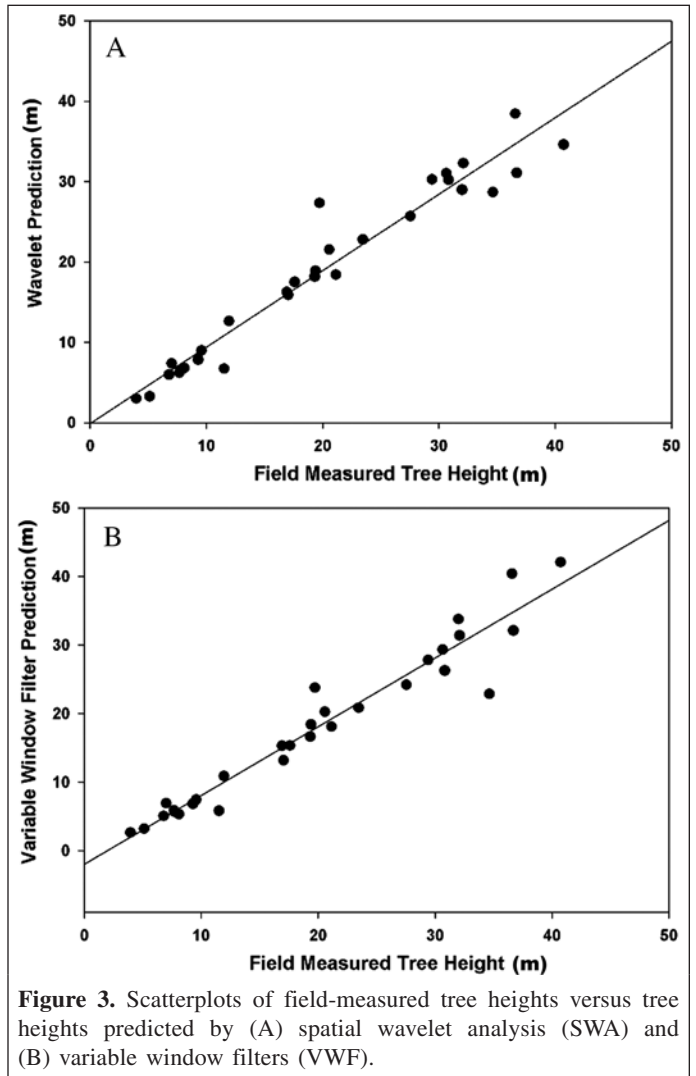 A
50
40
30
20
10
0
Wavelet Prediction (m)
0 10 20 30 40 50
Field Measured Tree Height (m)
B
50
40
30
20
10
0
Variable Window Filter Prediction (m)
0 10 20 30 40 50
Field Measured Tree Height (m)
Figure 3. Scatterplots of field-measured tree heights versus tree
heights predicted by (A) spatial wavelet analysis (SWA) and
(B) variable window filters (VWF).